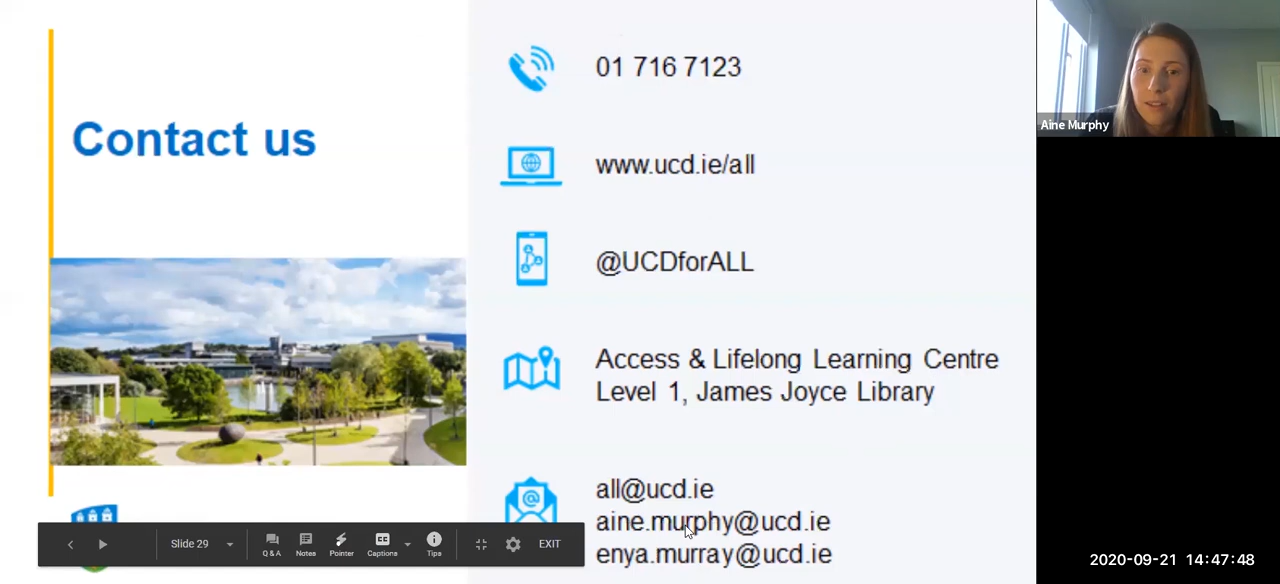 Contact us
01 716 7123
www.ucd.ie/all
@UCDforALL
Access & Lifelong Learning Centre
Level 1, James Joyce Library
all@ucd.ie
aine.murphy@ucd.ie
enya.murray@ucd.ie
Slide 29
Q & A
Notes
Pointer
Captions
Tips
EXIT
Aine Murphy
2020-09-21 14:47:48